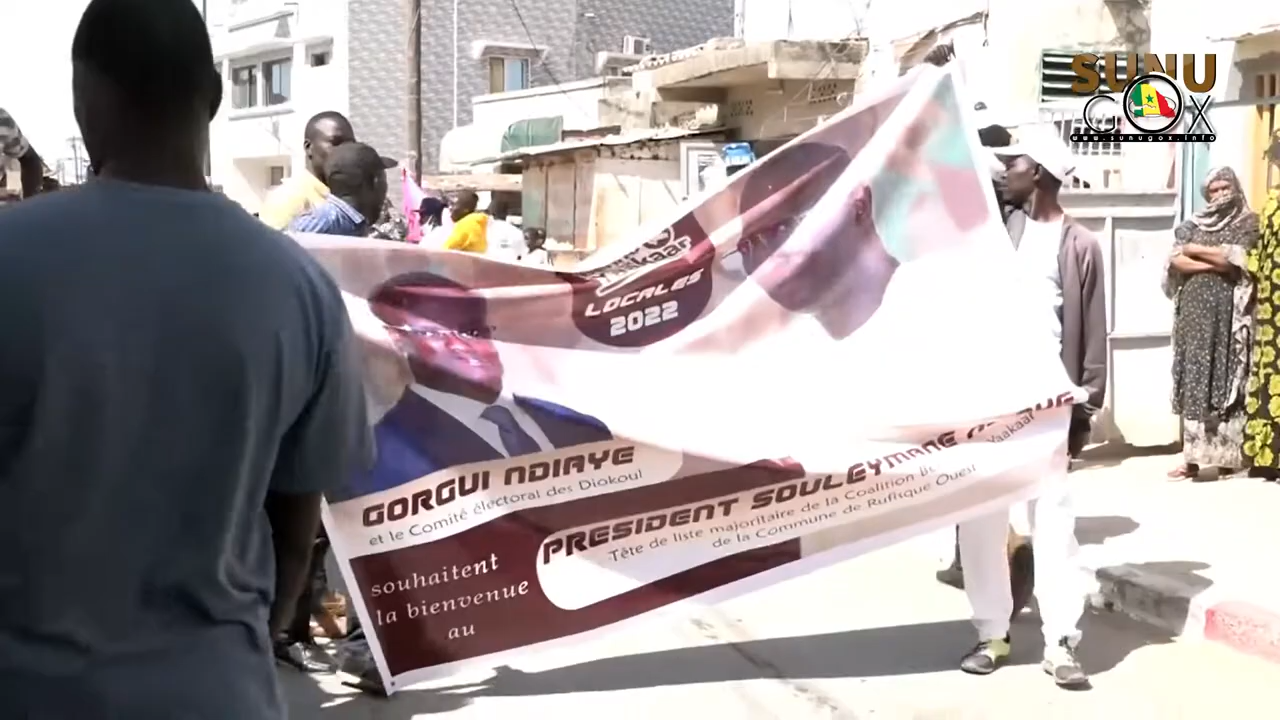 SUNU
GOX
www.sunugox.info
LOCALES
2022
GORGUI NDIAYE
et le Comité électoral des Diokoul
souhaitent
la bienvenue
au
PRESIDENT SOULEYMANE
Tête de liste majoritaire de la Coalition Yaakaar
de la Commune de Rufisque Ouest